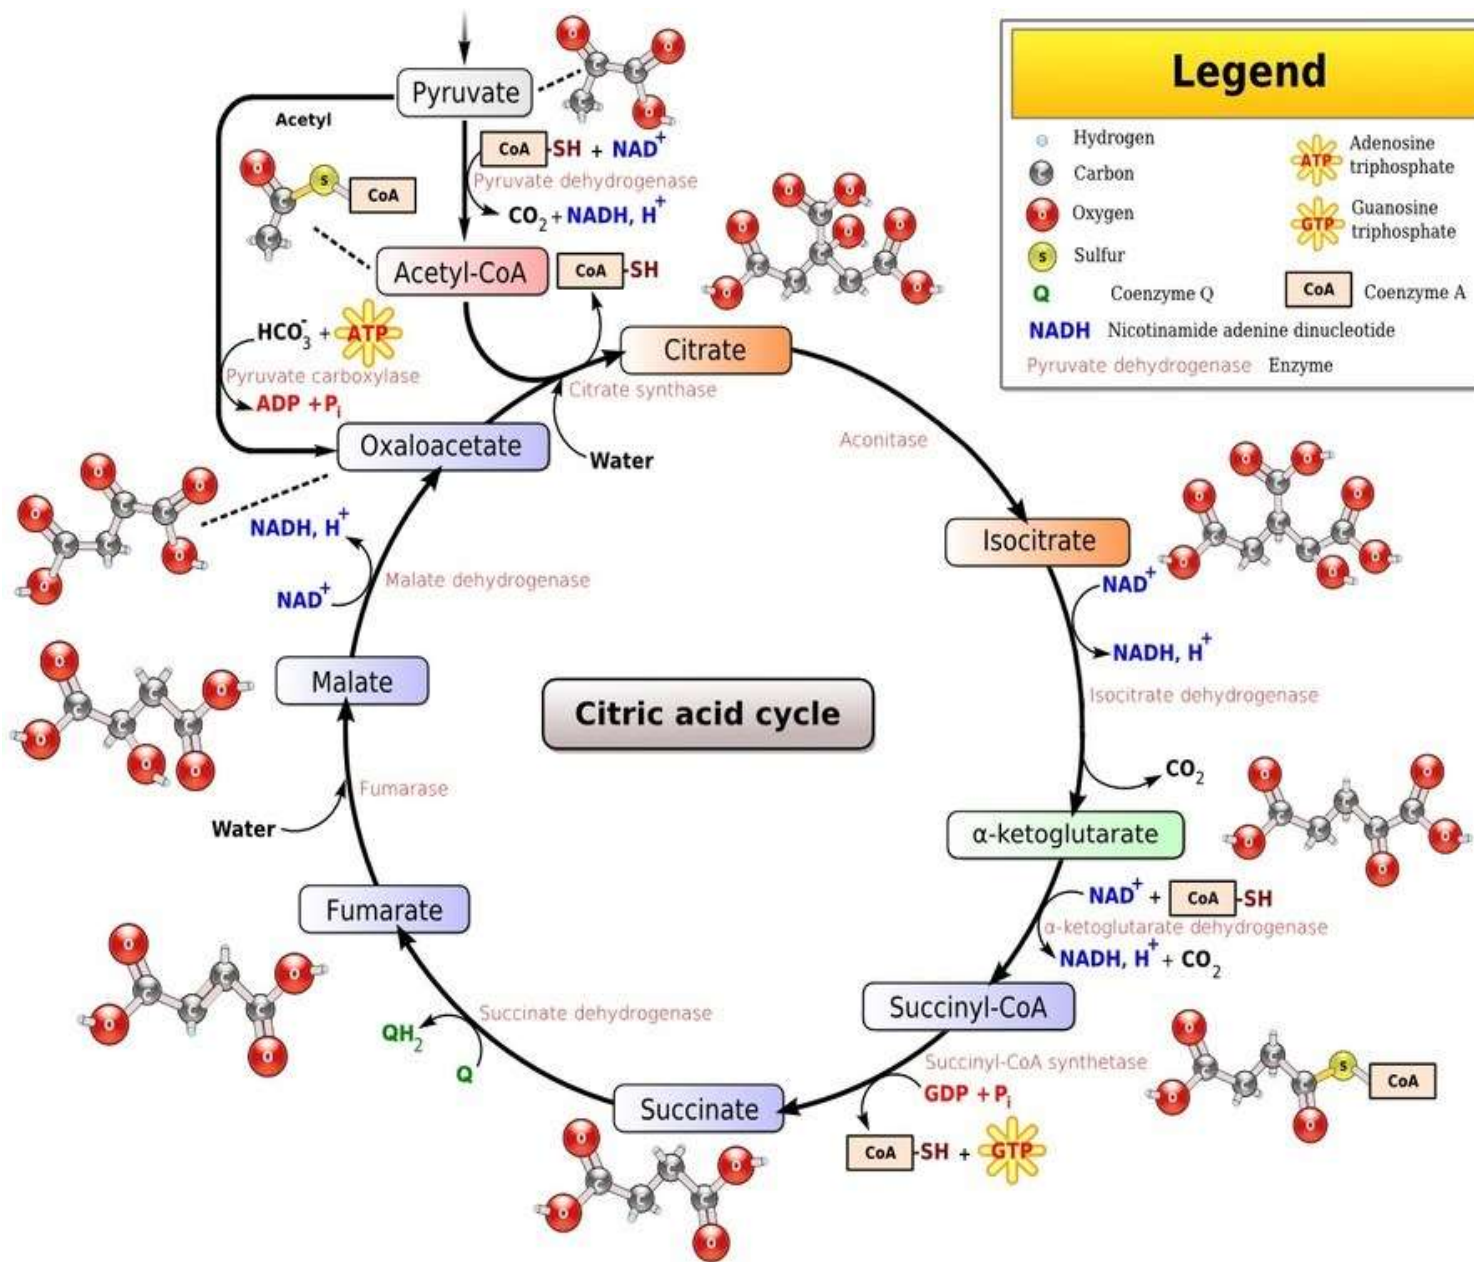 Pyruvate
Acetyl
CoA -SH + NAD+
Pyruvate dehydrogenase
CO2 + NADH, H+
S CoA
Acetyl-CoA
CoA -SH
HCO3- + ATP
Pyruvate carboxylase
ADP + Pi
Citrate
Citrate synthase
Water
Oxaloacetate
Aconitase
Isocitrate
NAD+
NADH, H+
Isocitrate dehydrogenase
CO2
α-ketoglutarate
NAD+ + CoA -SH
α-ketoglutarate dehydrogenase
NADH, H+ + CO2
Succinyl-CoA
Succinyl-CoA synthetase
GDP + Pi
CoA -SH + GTP
S CoA
Succinate
Succinate dehydrogenase
QH2
Q
Fumarate
Fumarase
Water
Malate
Malate dehydrogenase
NAD+
NADH, H+
Citric acid cycle
Legend
Hydrogen
C Carbon
O Oxygen
S Sulfur
Q Coenzyme Q
ATP Adenosine
triphosphate
GTP Guanosine
triphosphate
CoA Coenzyme A
NADH Nicotinamide adenine dinucleotide
Pyruvate dehydrogenase Enzyme